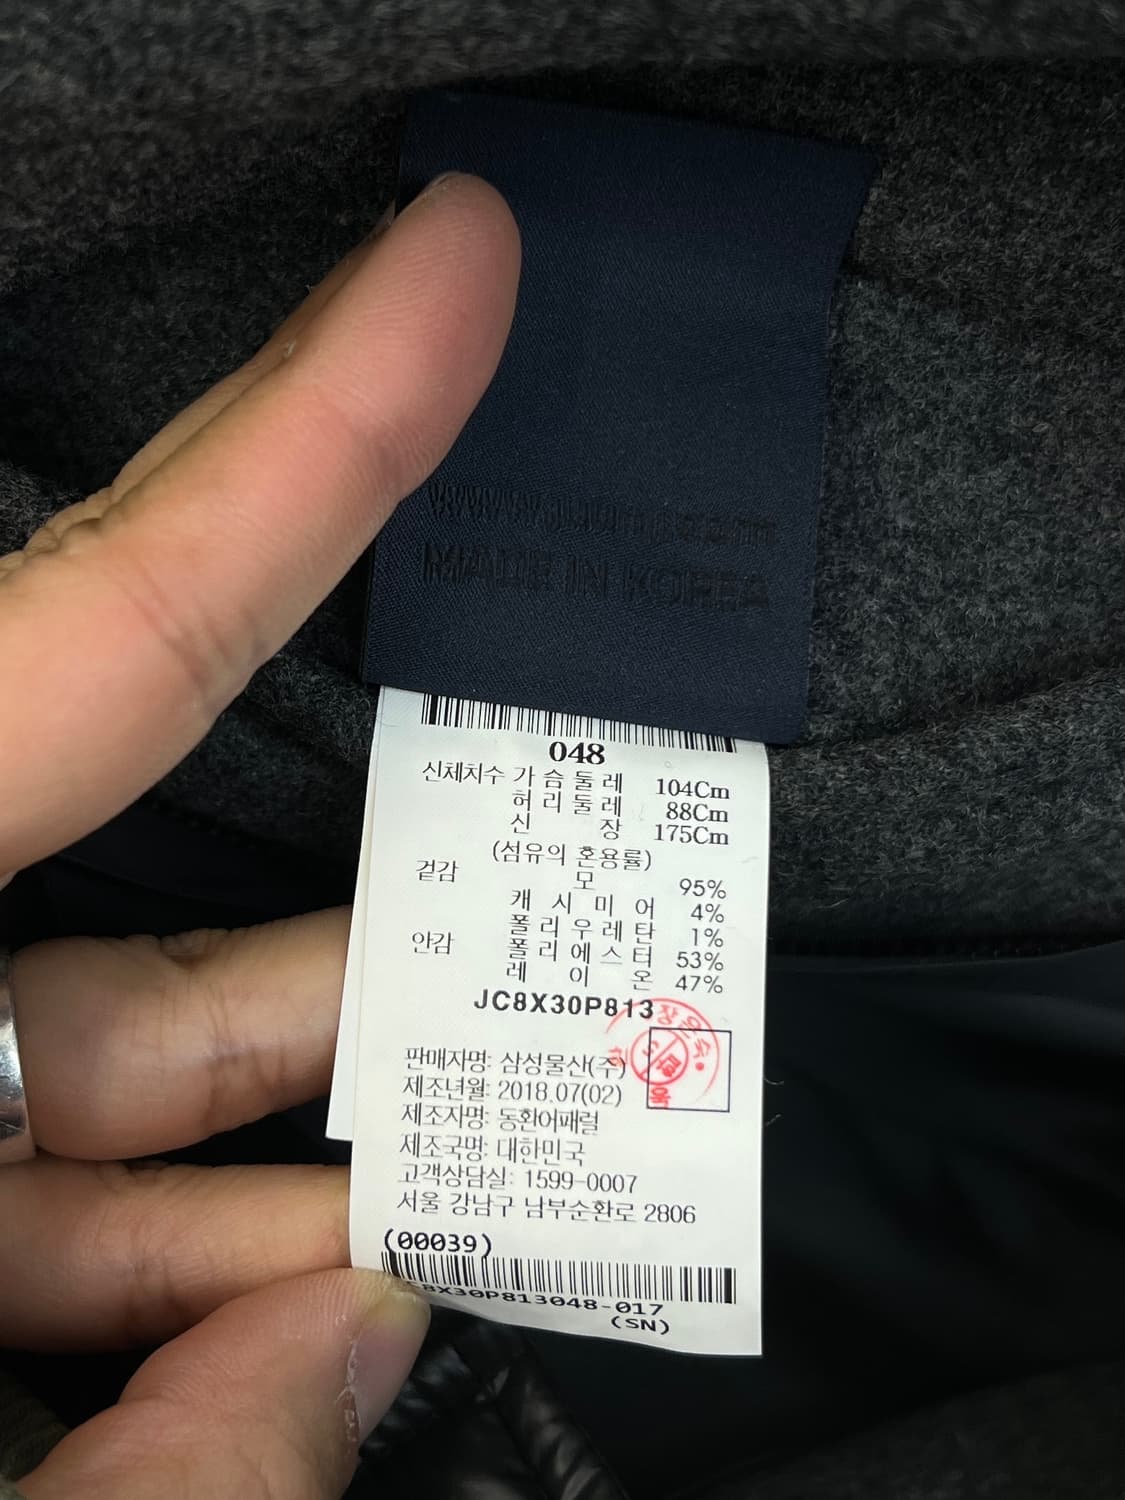 MADE IN KOREA
048
신체치수 가슴둘레 104Cm
허리둘레 88Cm
신장 175Cm
(섬유의 혼용률)
겉감 모 95%
캐시미어 4%
폴리우레탄 1%
안감 폴리에스터 53%
레이온 47%
JC8X30P813
판매자명: 삼성물산(주)
제조년월: 2018.07(02)
제조자명: 동환어패럴
제조국명: 대한민국
고객상담실: 1599-0007
서울 강남구 남부순환로 2806
(00039)
8X30P813048-017
(SN)